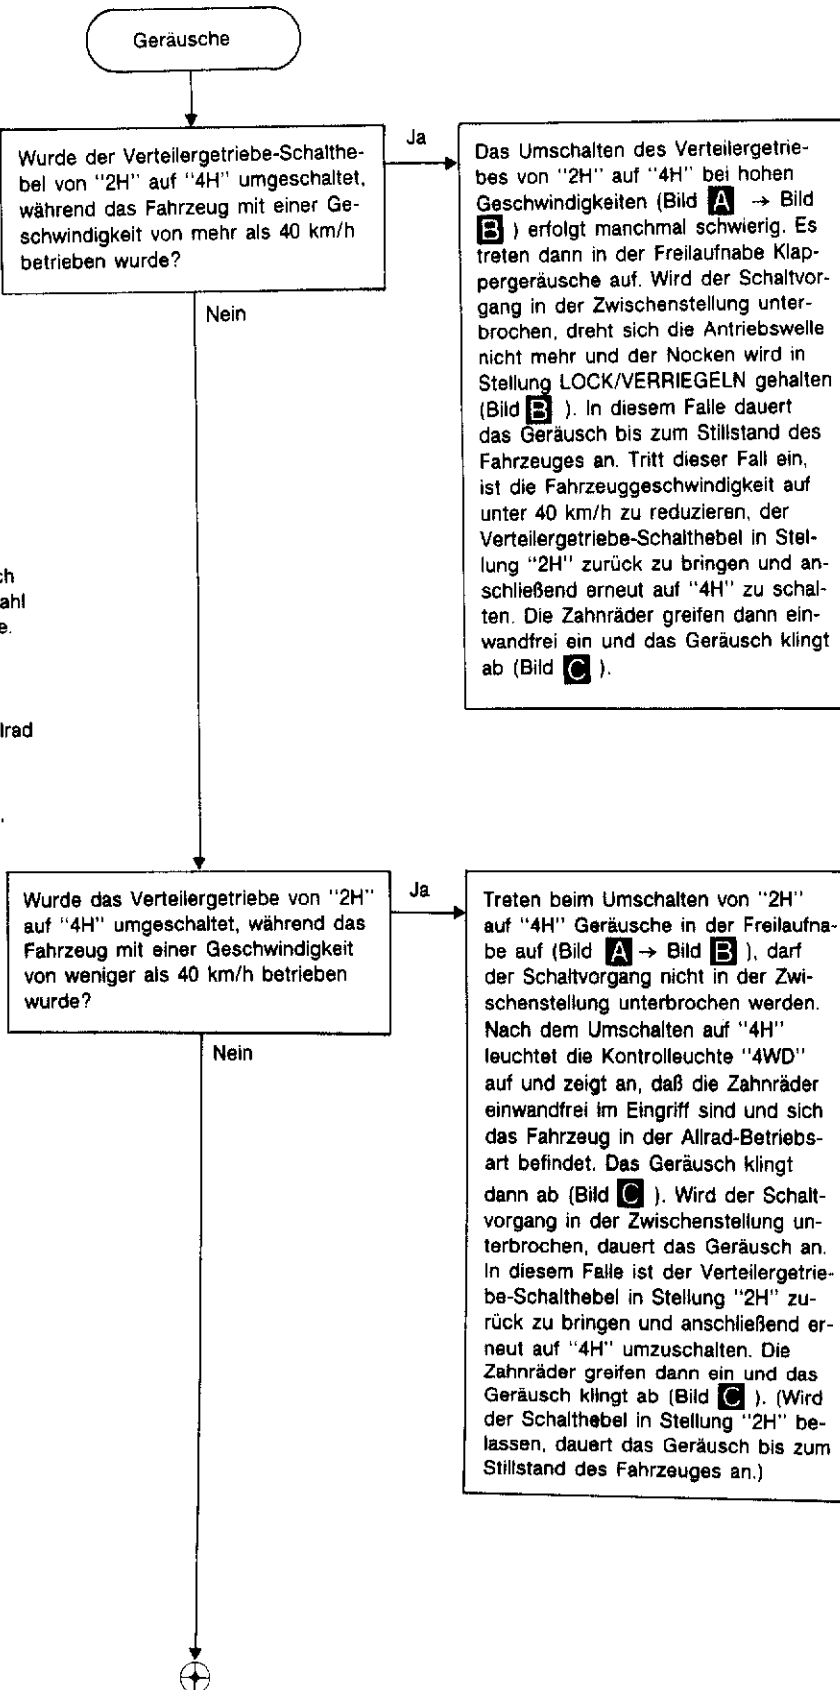 Geräusche
Wurde der Verteilergetriebe-Schalthe-
bel von "2H" auf "4H" umgeschaltet,
während das Fahrzeug mit einer Ge-
schwindigkeit von mehr als 40 km/h
betrieben wurde?
Ja
Das Umschalten des Verteilergetrie-
bes von "2H" auf "4H" bei hohen
Geschwindigkeiten (Bild A → Bild
B ) erfolgt manchmal schwierig. Es
treten dann in der Freilaufnabe Klap-
pergeräusche auf. Wird der Schaltvor-
gang in der Zwischenstellung unter-
brochen, dreht sich die Antriebswelle
nicht mehr und der Nocken wird in
Stellung LOCK/VERRIEGELN gehalten
(Bild B ). In diesem Falle dauert
das Geräusch bis zum Stillstand des
Fahrzeuges an. Tritt dieser Fall ein,
ist die Fahrzeuggeschwindigkeit auf
unter 40 km/h zu reduzieren, der
Verteilergetriebe-Schalthebel in Stel-
lung "2H" zurück zu bringen und an-
schließend erneut auf "4H" zu schal-
ten. Die Zahnräder greifen dann ein-
wandfrei ein und das Geräusch klingt
ab (Bild C ).
Nein
ch
ahl
e.
lrad
.
Wurde das Verteilergetriebe von "2H"
auf "4H" umgeschaltet, während das
Fahrzeug mit einer Geschwindigkeit
von weniger als 40 km/h betrieben
wurde?
Ja
Treten beim Umschalten von "2H"
auf "4H" Geräusche in der Freilaufna-
be auf (Bild A → Bild B ), darf
der Schaltvorgang nicht in der Zwi-
schenstellung unterbrochen werden.
Nach dem Umschalten auf "4H"
leuchtet die Kontrolleuchte "4WD"
auf und zeigt an, daß die Zahnräder
einwandfrei im Eingriff sind und sich
das Fahrzeug in der Allrad-Betriebs-
art befindet. Das Geräusch klingt
dann ab (Bild C ). Wird der Schalt-
vorgang in der Zwischenstellung un-
terbrochen, dauert das Geräusch an.
In diesem Falle ist der Verteilergetrie-
be-Schalthebel in Stellung "2H" zu-
rück zu bringen und anschließend er-
neut auf "4H" umzuschalten. Die
Zahnräder greifen dann ein und das
Geräusch klingt ab (Bild C ). (Wird
der Schalthebel in Stellung "2H" be-
lassen, dauert das Geräusch bis zum
Stillstand des Fahrzeuges an.)
Nein